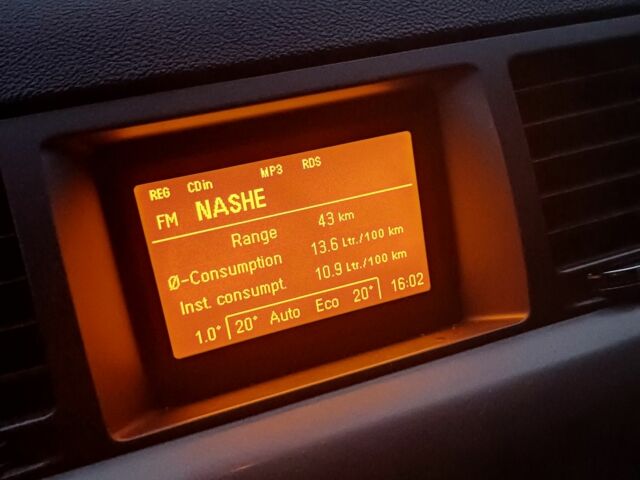 REG CDin MP3 RDS
FM NASHE
Range 43 km
Ø-Consumption 13.6 Ltr./100 km
Inst. consumpt. 10.9 Ltr./100 km
1.0° 20° Auto Eco 20° 16:02